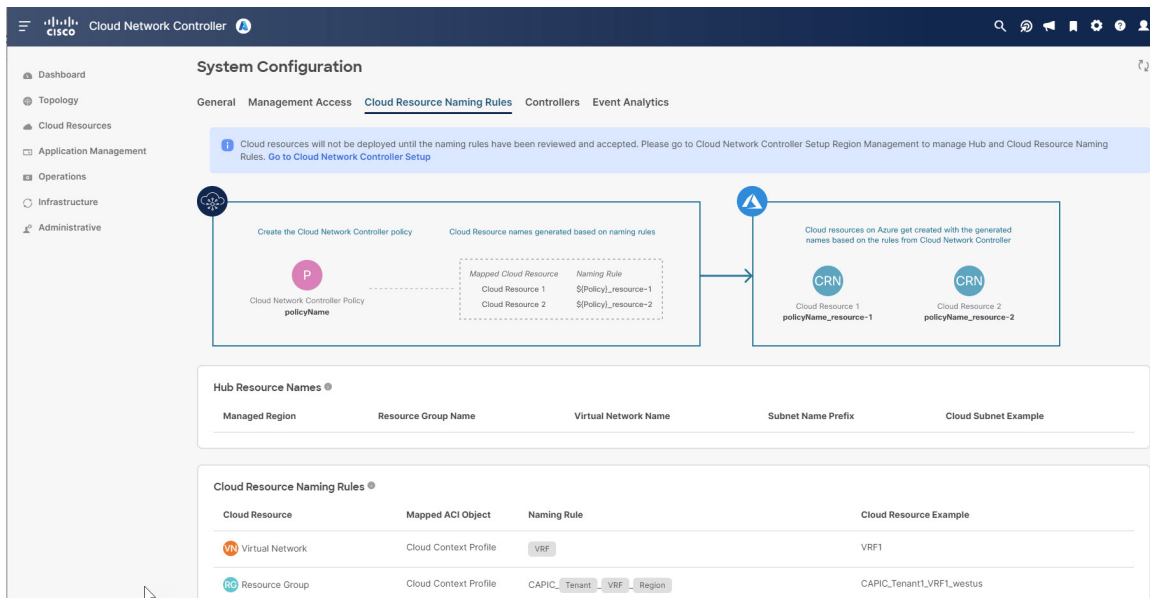 CISCO Cloud Network Controller
Dashboard
Topology
Cloud Resources
Application Management
Operations
Infrastructure
Administrative
System Configuration
General Management Access Cloud Resource Naming Rules Controllers Event Analytics
Cloud resources will not be deployed until the naming rules have been reviewed and accepted. Please go to Cloud Network Controller Setup Region Management to manage Hub and Cloud Resource Naming
Rules. Go to Cloud Network Controller Setup
Create the Cloud Network Controller policy
P
Cloud Network Controller Policy
policyName
Cloud Resource names generated based on naming rules
Mapped Cloud Resource Naming Rule
Cloud Resource 1 ${Policy}_resource-1
Cloud Resource 2 ${Policy}_resource-2
Cloud resources on Azure get created with the generated
names based on the rules from Cloud Network Controller
CRN CRN
Cloud Resource 1 Cloud Resource 2
policyName_resource-1 policyName_resource-2
Hub Resource Names
Managed Region Resource Group Name Virtual Network Name Subnet Name Prefix Cloud Subnet Example
Cloud Resource Naming Rules
Cloud Resource Mapped ACI Object Naming Rule Cloud Resource Example
VN Virtual Network Cloud Context Profile VRF VRF1
RG Resource Group Cloud Context Profile CAPIC_ Tenant _ VRF _ Region CAPIC_Tenant1_VRF1_westus